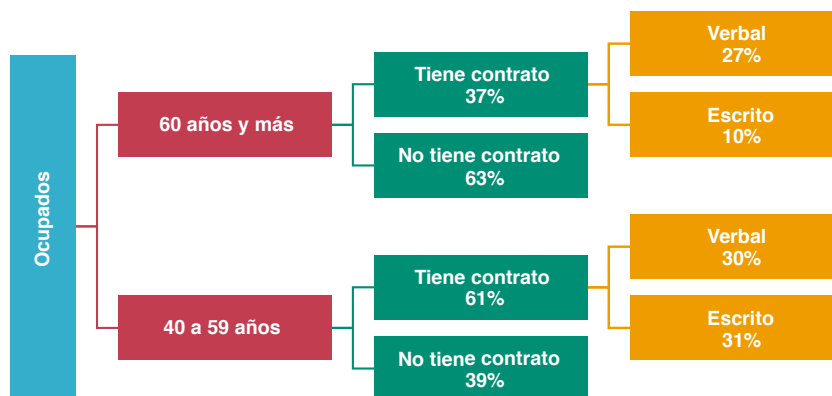 Ocupados
60 años y más
Tiene contrato
37%
Verbal
27%
Escrito
10%
No tiene contrato
63%
40 a 59 años
Tiene contrato
61%
Verbal
30%
Escrito
31%
No tiene contrato
39%